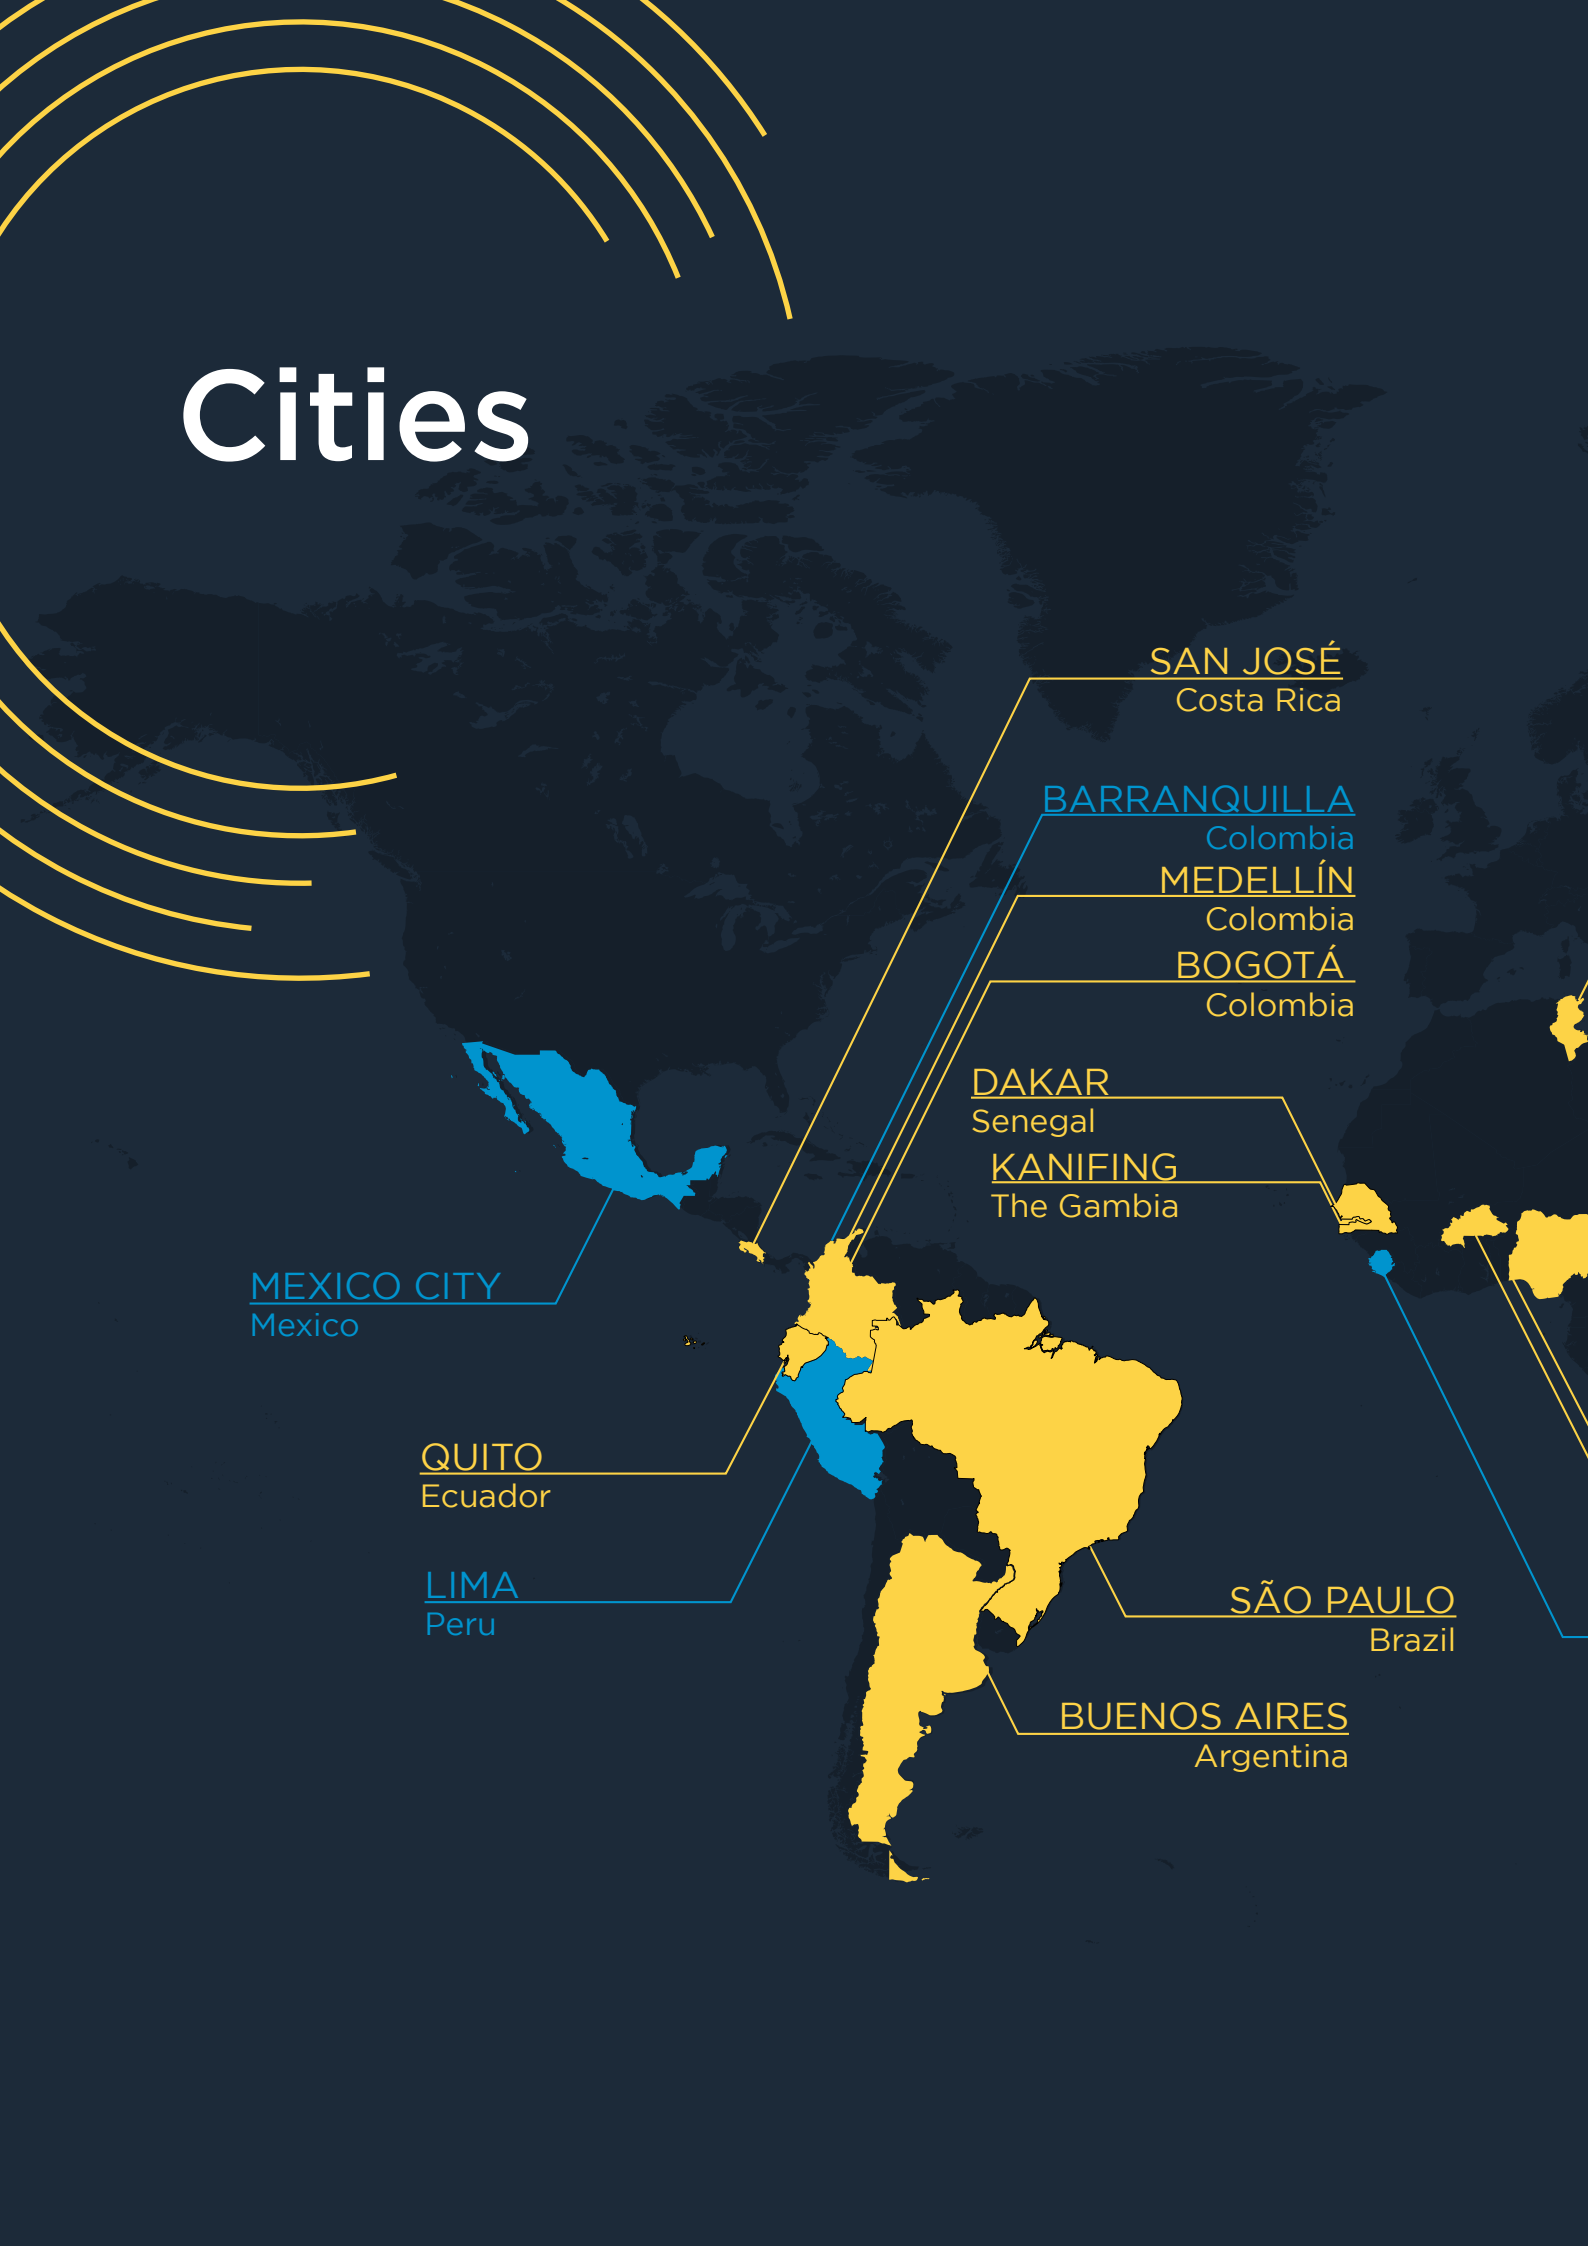 Cities
SAN JOSÉ
Costa Rica
BARRANQUILLA
Colombia
MEDELLÍN
Colombia
BOGOTÁ
Colombia
DAKAR
Senegal
KANIFING
The Gambia
MEXICO CITY
Mexico
QUITO
Ecuador
LIMA
Peru
SÃO PAULO
Brazil
BUENOS AIRES
Argentina